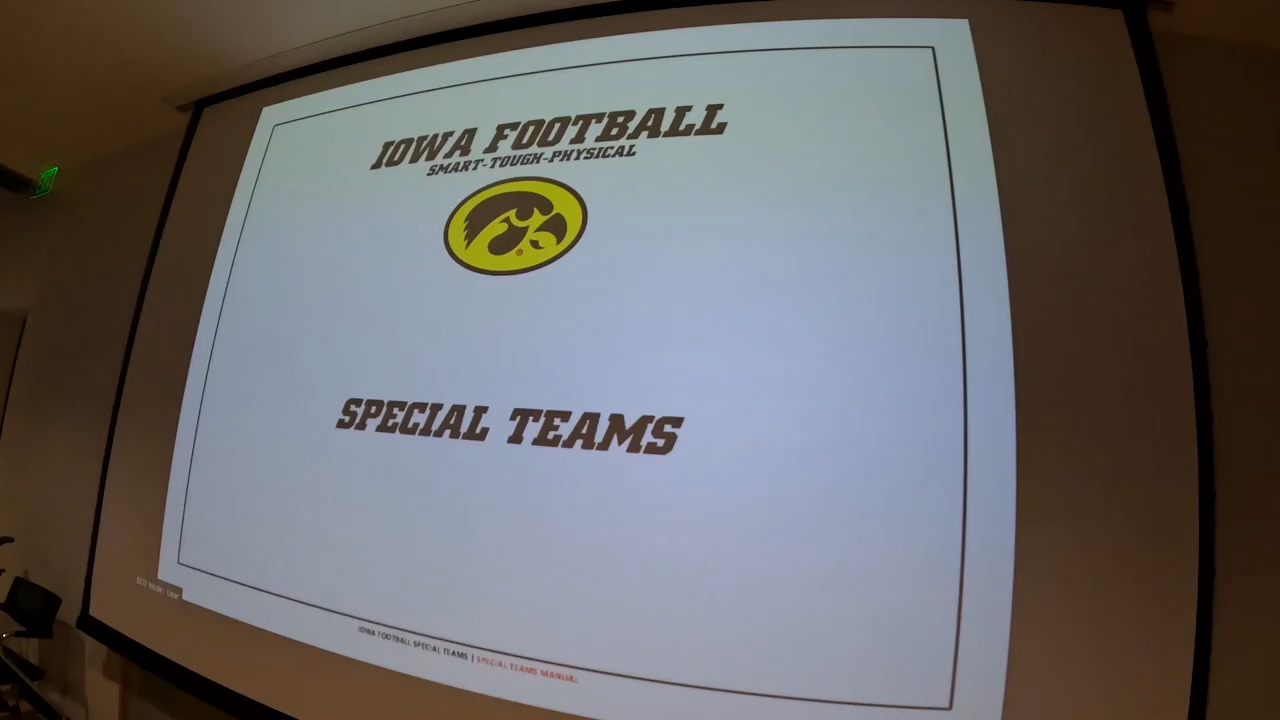 IOWA FOOTBALL
SMART-TOUGH-PHYSICAL
SPECIAL TEAMS
IOWA FOOTBALL SPECIAL TEAMS | SPECIAL TEAMS MANUAL